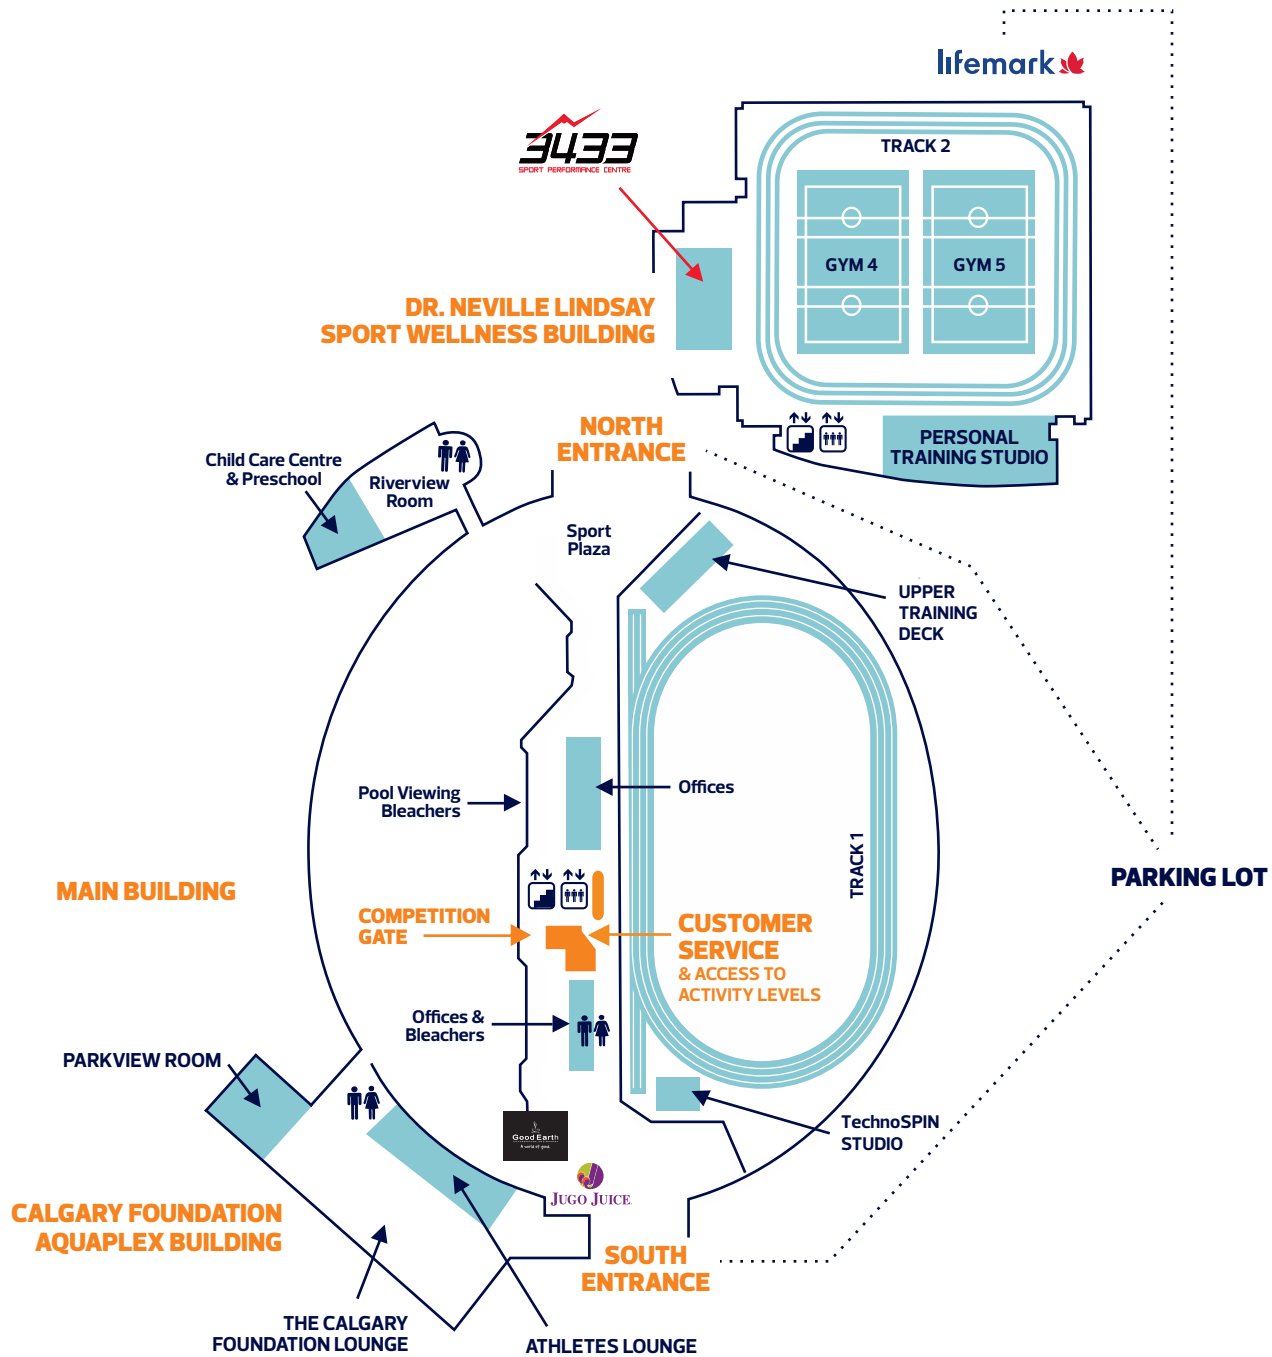 lifemark
3433
SPORT PERFORMANCE CENTRE
TRACK 2
GYM 4
GYM 5
DR. NEVILLE LINDSAY
SPORT WELLNESS BUILDING
PERSONAL
TRAINING STUDIO
NORTH
ENTRANCE
Child Care Centre
& Preschool
Riverview
Room
Sport
Plaza
UPPER
TRAINING
DECK
Pool Viewing
Bleachers
Offices
TRACK 1
PARKING LOT
MAIN BUILDING
COMPETITION
GATE
CUSTOMER
SERVICE
& ACCESS TO
ACTIVITY LEVELS
Offices &
Bleachers
PARKVIEW ROOM
TechnoSPIN
STUDIO
Good Earth
A world of good.
JUGO JUICE
CALGARY FOUNDATION
AQUAPLEX BUILDING
SOUTH
ENTRANCE
THE CALGARY
FOUNDATION LOUNGE
ATHLETES LOUNGE